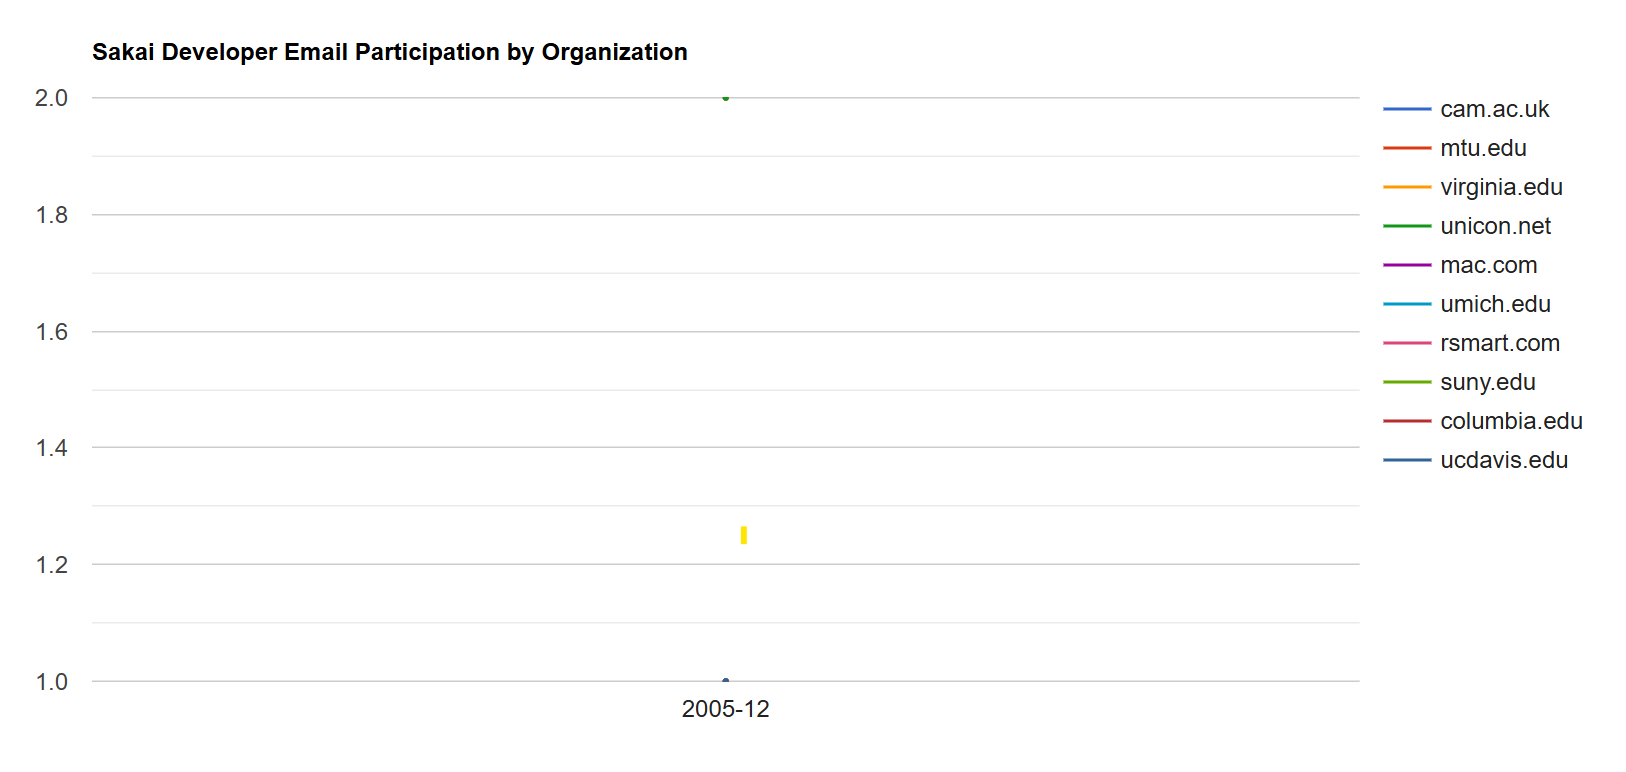 Sakai Developer Email Participation by Organization
2.0
1.8
1.6
1.4
1.2
1.0
2005-12
cam.ac.uk
mtu.edu
virginia.edu
unicon.net
mac.com
umich.edu
rsmart.com
suny.edu
columbia.edu
ucdavis.edu